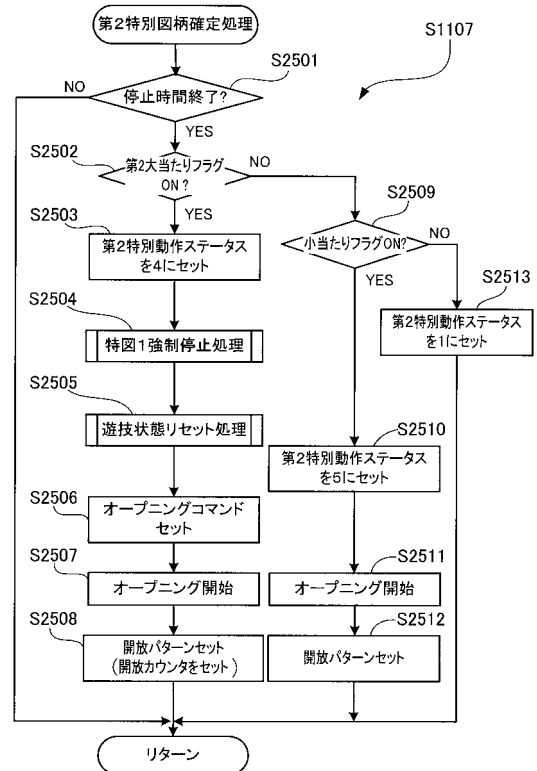 第2特別図柄確定処理
S1107
S2501
停止時間終了?
NO
YES
S2502
第2大当たりフラグ
ON?
NO
YES
S2509
小当たりフラグON?
NO
YES
S2503
第2特別動作ステータス
を4にセット
S2513
第2特別動作ステータス
を1にセット
S2504
特図1強制停止処理
S2505
遊技状態リセット処理
S2510
第2特別動作ステータス
を5にセット
S2506
オープニングコマンド
セット
S2507
オープニング開始
S2511
オープニング開始
S2508
開放パターンセット
(開放カウンタをセット)
S2512
開放パターンセット
リターン